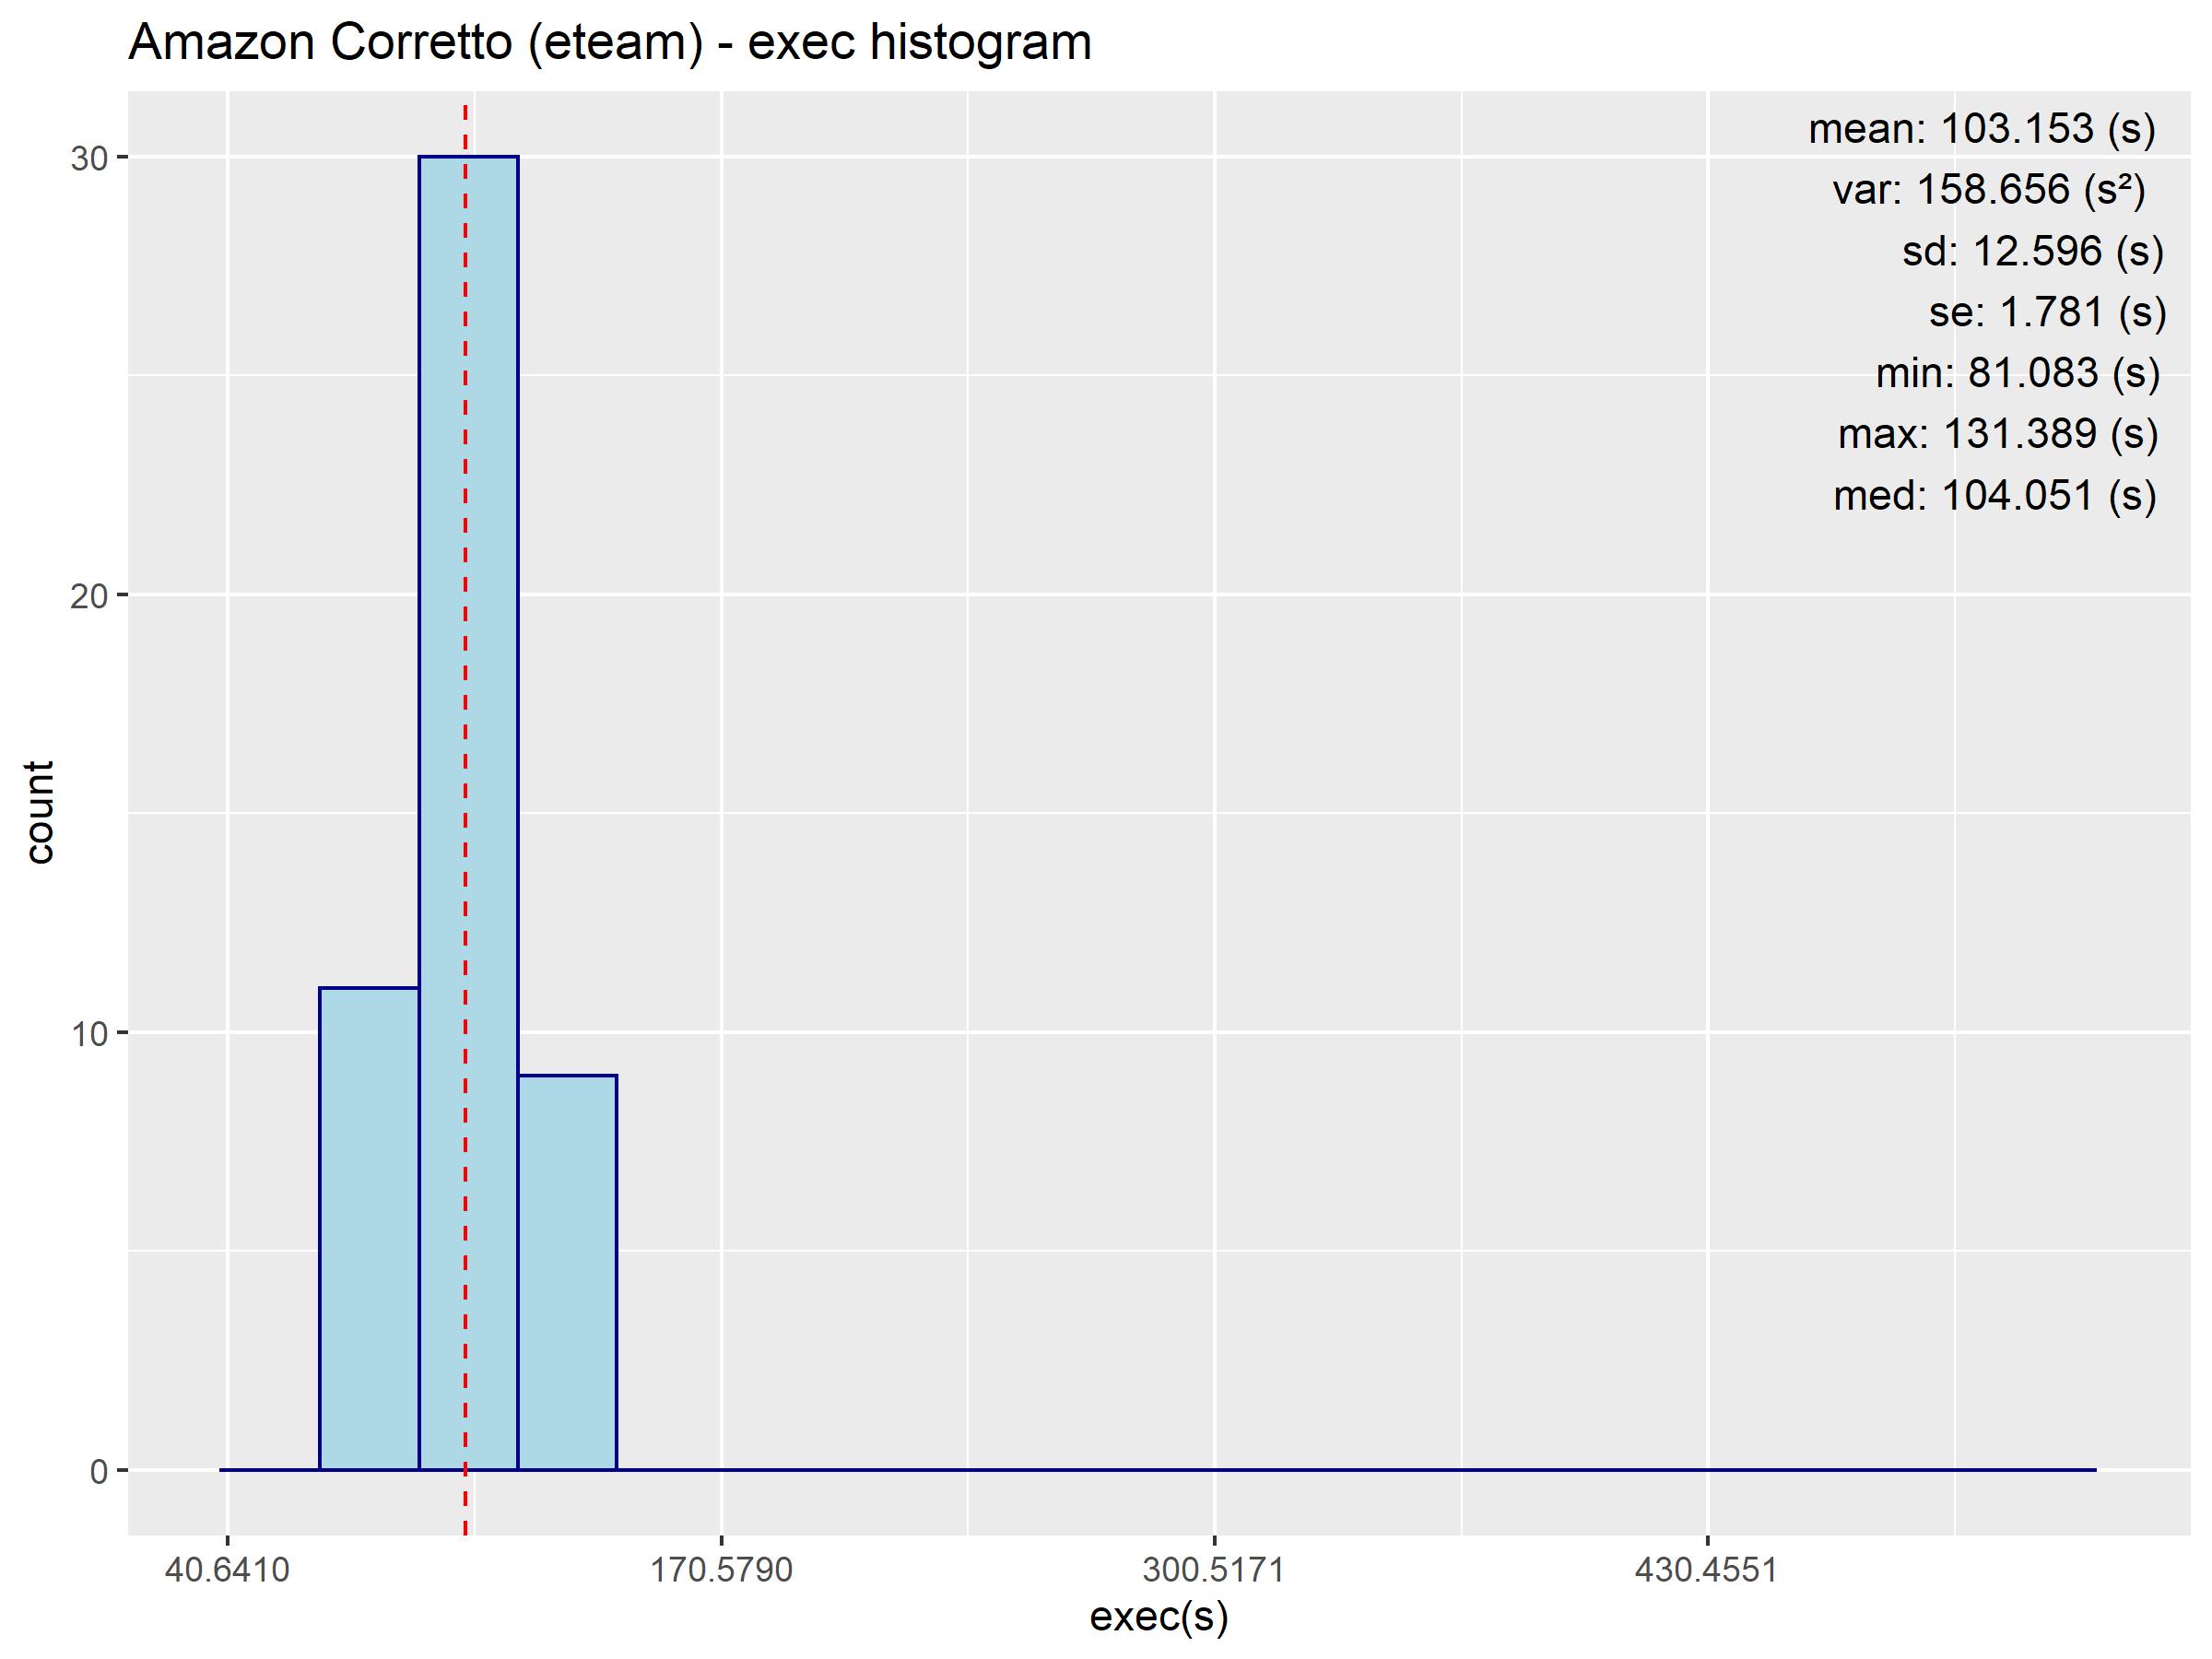 Amazon Corretto (eteam) - exec histogram
mean: 103.153 (s)
var: 158.656 (s²)
sd: 12.596 (s)
se: 1.781 (s)
min: 81.083 (s)
max: 131.389 (s)
med: 104.051 (s)
30
20
10
0
count
40.6410 170.5790 300.5171 430.4551
exec(s)